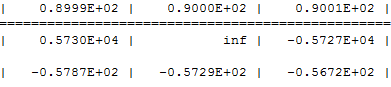 | 0.8999E+02 | 0.9000E+02 | 0.9001E+02 |
======================================================
| 0.5730E+04 | inf | -0.5727E+04 |
| -0.5787E+02 | -0.5729E+02 | -0.5672E+02 |